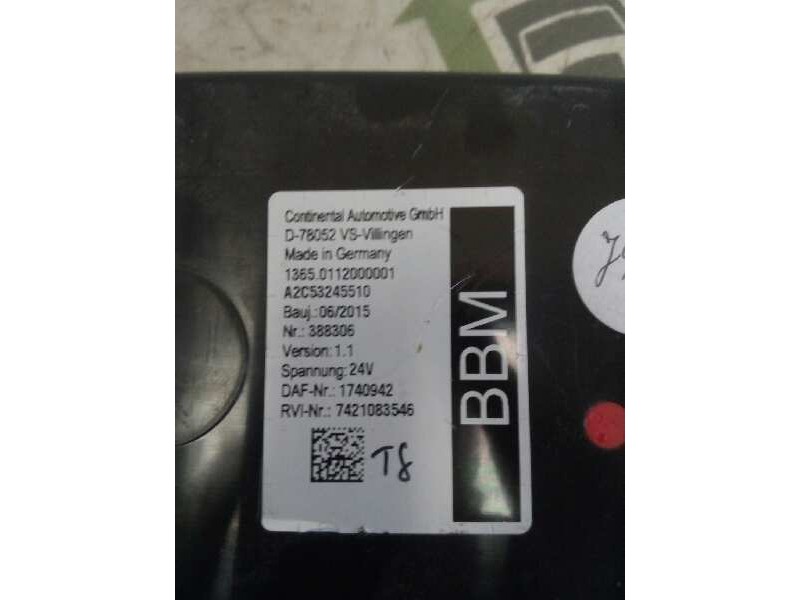 Continental Automotive GmbH
D-78052 VS-Villingen
Made in Germany
1365.0112000001
A2C53245510
Bauj.: 06/2015
Nr.: 388306
Version: 1.1
Spannung: 24V
DAF-Nr.: 1740942
RVI-Nr.: 7421083546
T8
BBM